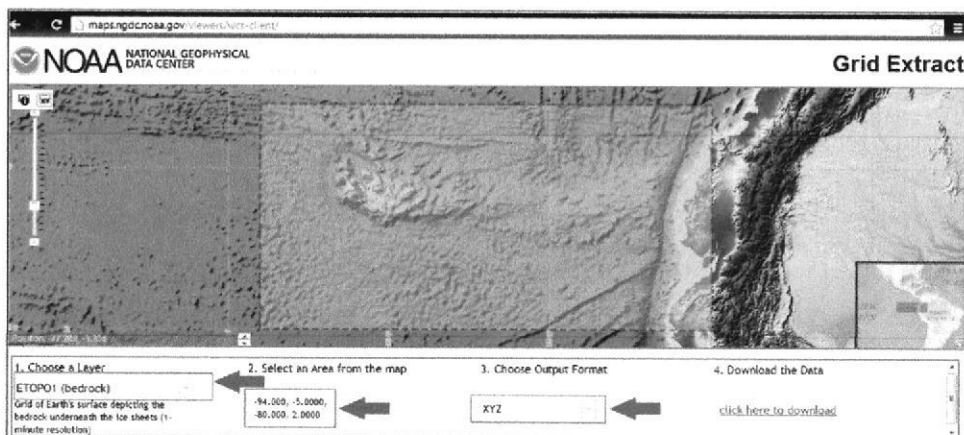 maps.ngdc.noaa.gov/viewers/wcs-client/
NOAA NATIONAL GEOPHYSICAL
DATA CENTER
Grid Extract
1. Choose a Layer
ETOPO1 (bedrock)
Grid of Earth's surface depicting the
bedrock underneath the ice sheets (1-
minute resolution)
2. Select an Area from the map
-94.000, -5.0000,
-80.000, 2.0000
3. Choose Output Format
XYZ
4. Download the Data
click here to download